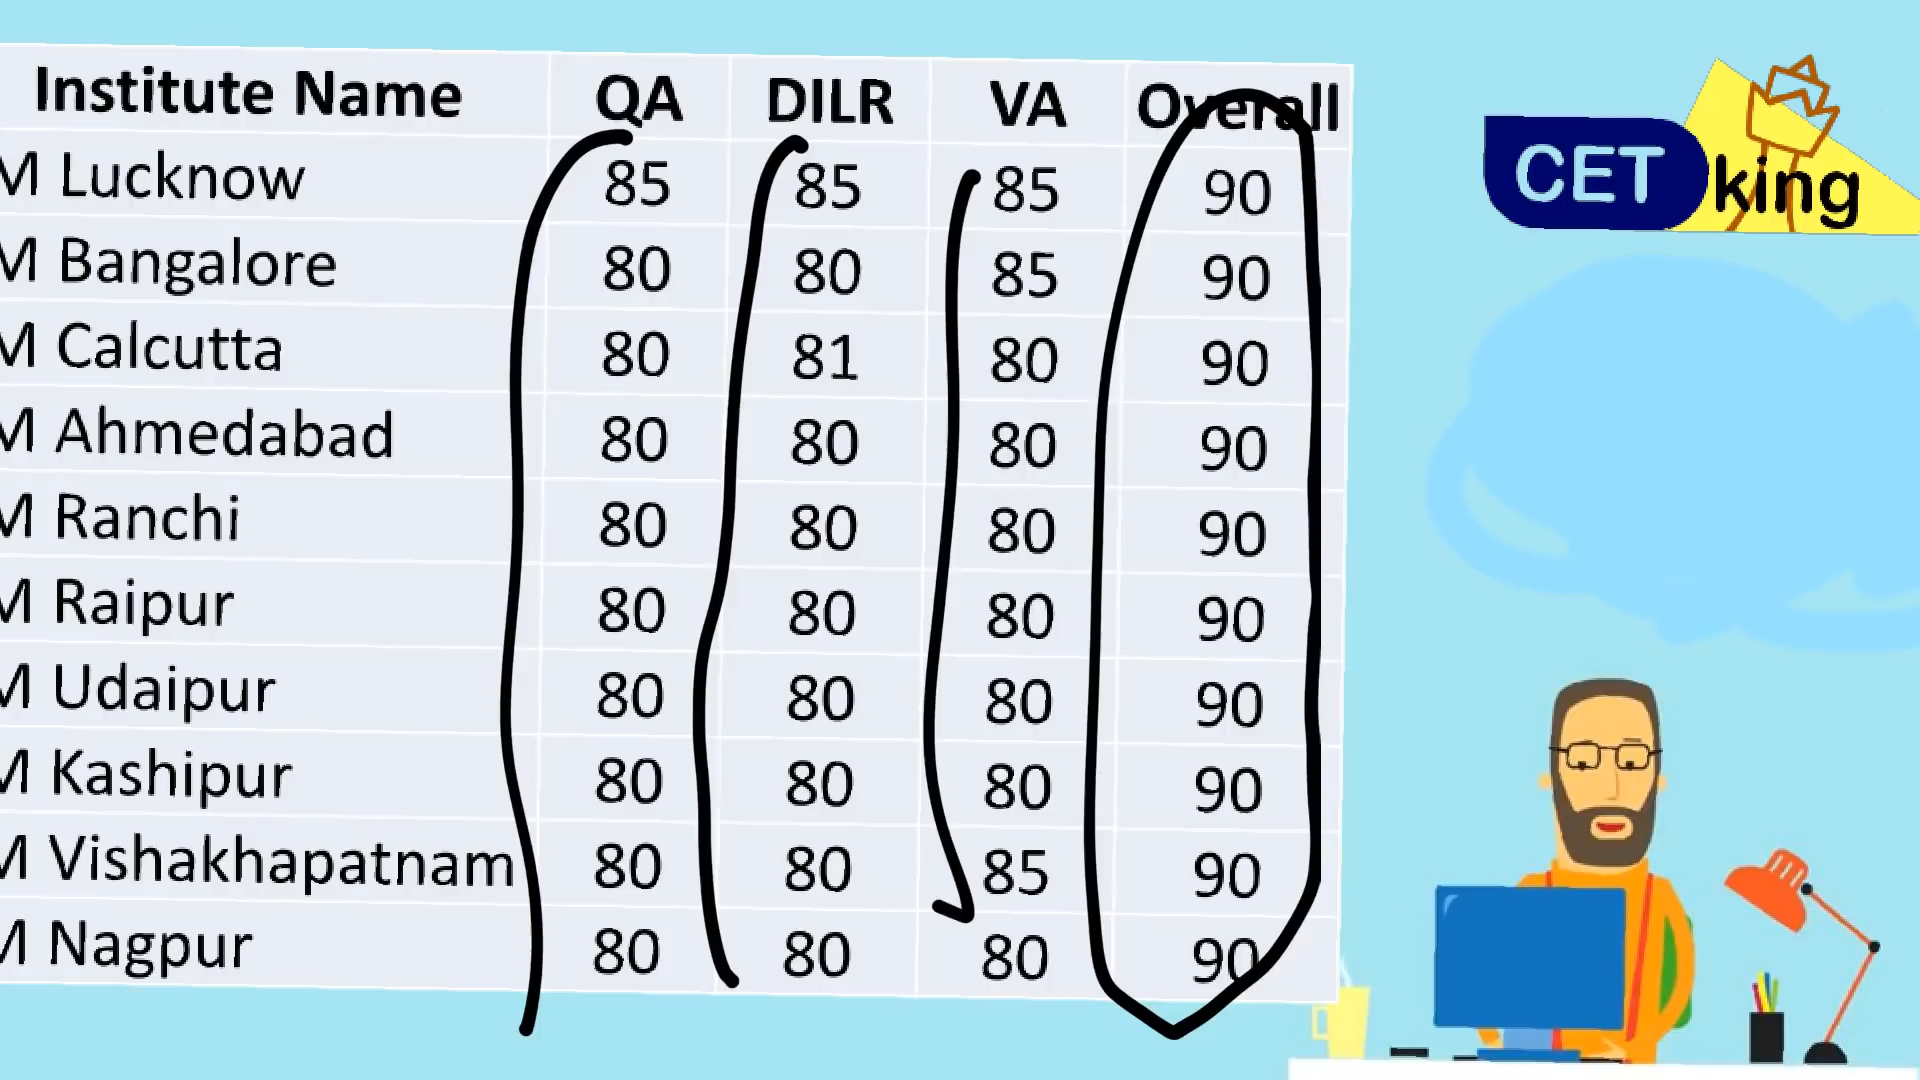 Institute Name QA DILR VA Overall
M Lucknow 85 85 85 90
M Bangalore 80 80 85 90
M Calcutta 80 81 80 90
M Ahmedabad 80 80 80 90
M Ranchi 80 80 80 90
M Raipur 80 80 80 90
M Udaipur 80 80 80 90
M Kashipur 80 80 80 90
M Vishakhapatnam 80 80 85 90
M Nagpur 80 80 80 90
CET king